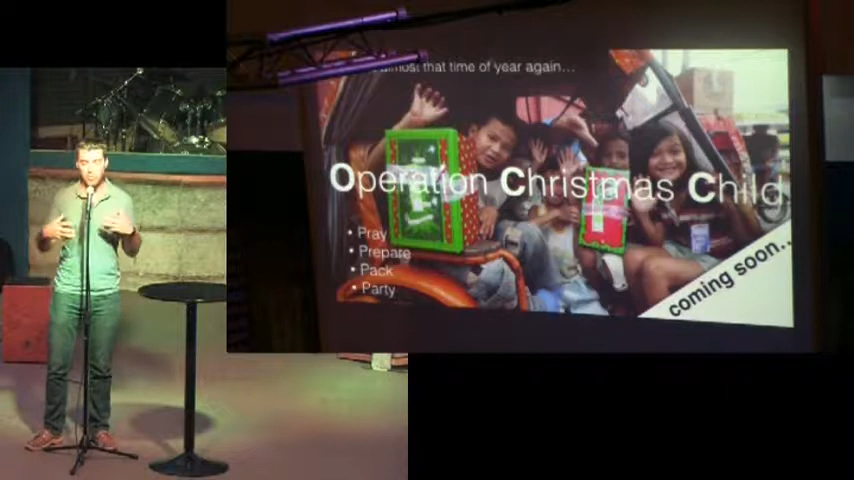 almost that time of year again...
Operation Christmas Child
• Pray
• Prepare
• Pack
• Party
coming soon...